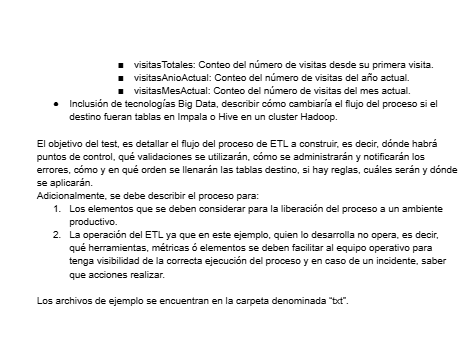 ■ visitasTotales: Conteo del número de visitas desde su primera visita.
■ visitasAnioActual: Conteo del número de visitas del año actual.
■ visitasMesActual: Conteo del número de visitas del mes actual.
● Inclusión de tecnologías Big Data, describir cómo cambiaría el flujo del proceso si el
destino fueran tablas en Impala o Hive en un cluster Hadoop.
El objetivo del test, es detallar el flujo del proceso de ETL a construir, es decir, dónde habrá
puntos de control, qué validaciones se utilizarán, cómo se administrarán y notificarán los
errores, cómo y en qué orden se llenarán las tablas destino, si hay reglas, cuáles serán y dónde
se aplicarán.
Adicionalmente, se debe describir el proceso para:
1. Los elementos que se deben considerar para la liberación del proceso a un ambiente
productivo.
2. La operación del ETL ya que en este ejemplo, quien lo desarrolla no opera, es decir,
qué herramientas, métricas ó elementos se deben facilitar al equipo operativo para
tenga visibilidad de la correcta ejecución del proceso y en caso de un incidente, saber
que acciones realizar.
Los archivos de ejemplo se encuentran en la carpeta denominada “txt”.